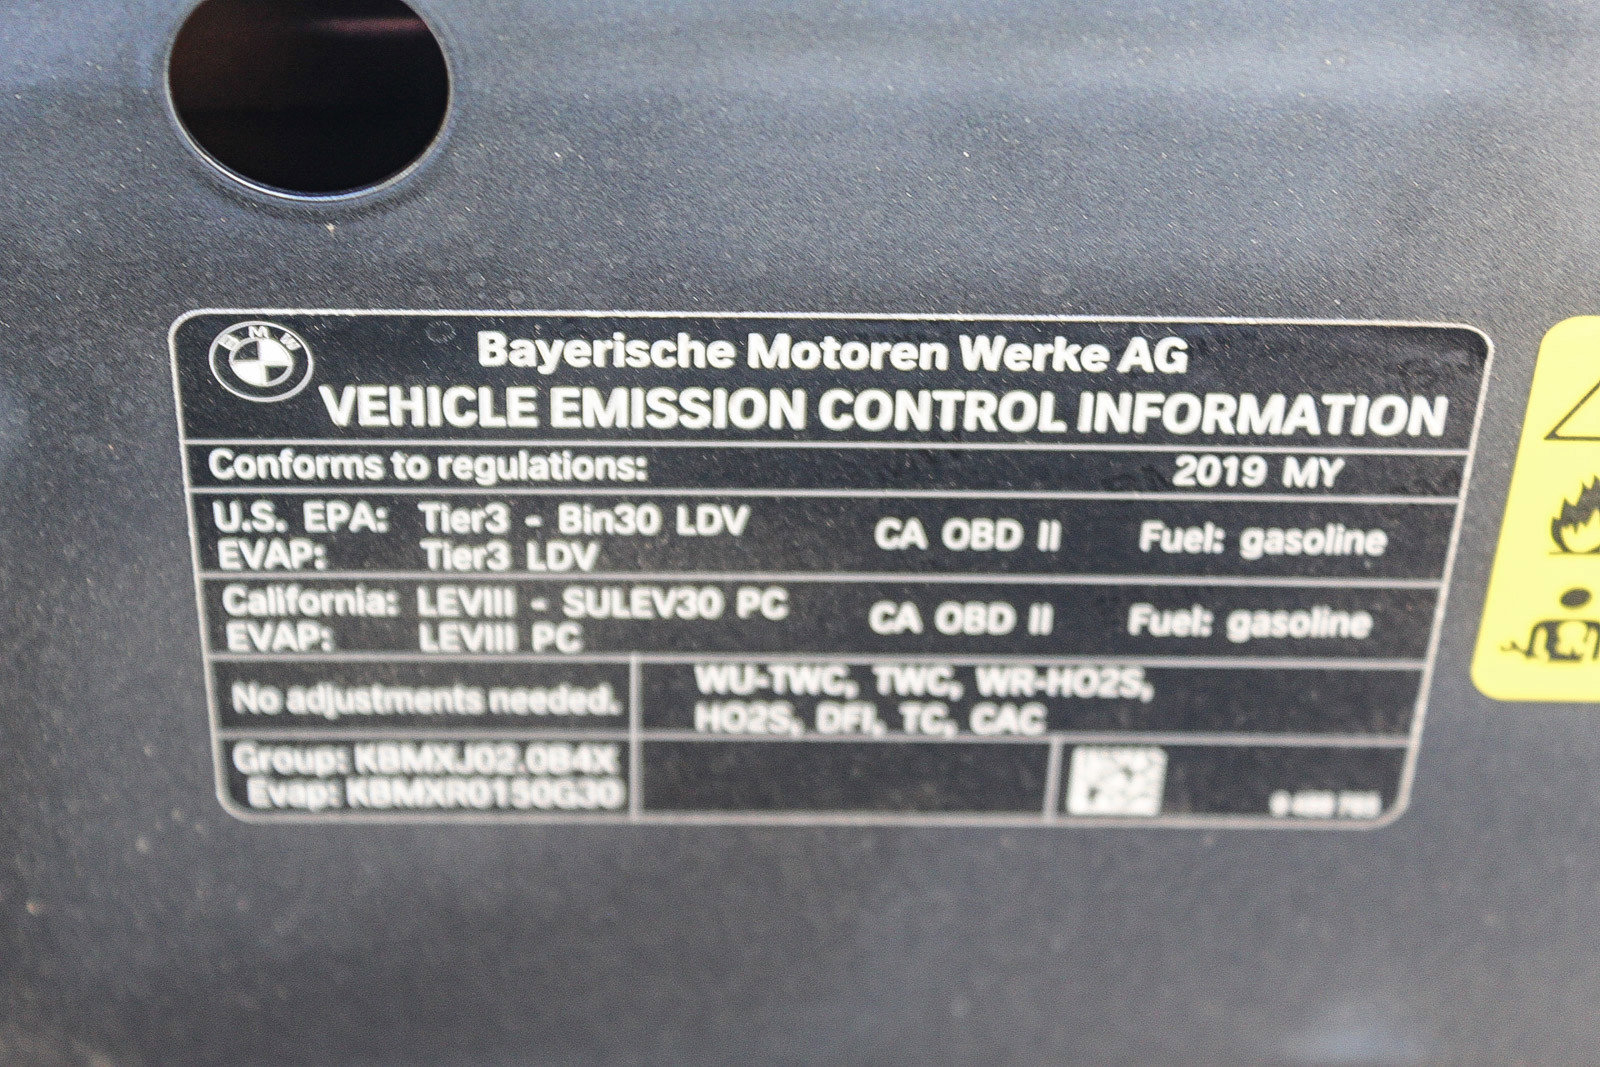 BMW
Bayerische Motoren Werke AG
VEHICLE EMISSION CONTROL INFORMATION
Conforms to regulations: 2019 MY
U.S. EPA: Tier3 - Bin30 LDV CA OBD II Fuel: gasoline
EVAP: Tier3 LDV
California: LEVIII - SULEV30 PC CA OBD II Fuel: gasoline
EVAP: LEVIII PC
No adjustments needed. WU-TWC, TWC, WR-HO2S,
HO2S, DFI, TC, CAC
Group: KBMXJ02.0B4X
Evap: KBMXR0150G30